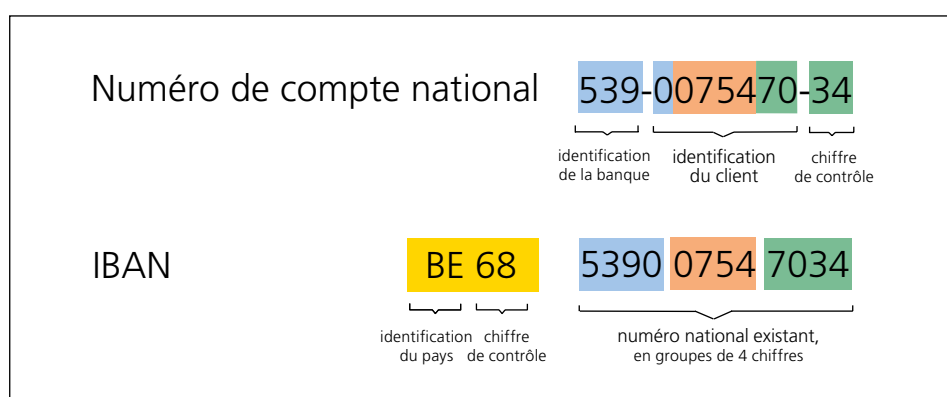 Numéro de compte national 539-0075470-34
identification de la banque
identification du client
chiffre de contrôle
IBAN BE 68 5390 0754 7034
identification du pays
chiffre de contrôle
numéro national existant,
en groupes de 4 chiffres